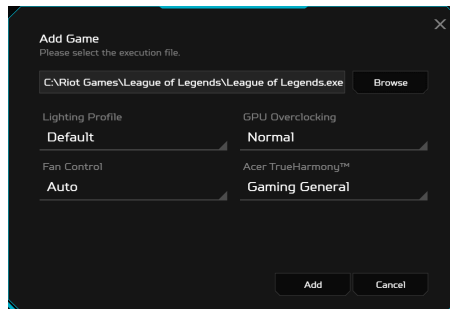 Add Game
Please select the execution file.
C:\Riot Games\League of Legends\League of Legends.exe
Browse
Lighting Profile
GPU Overclocking
Default
Normal
Fan Control
Acer TrueHarmony™
Auto
Gaming General
Add
Cancel